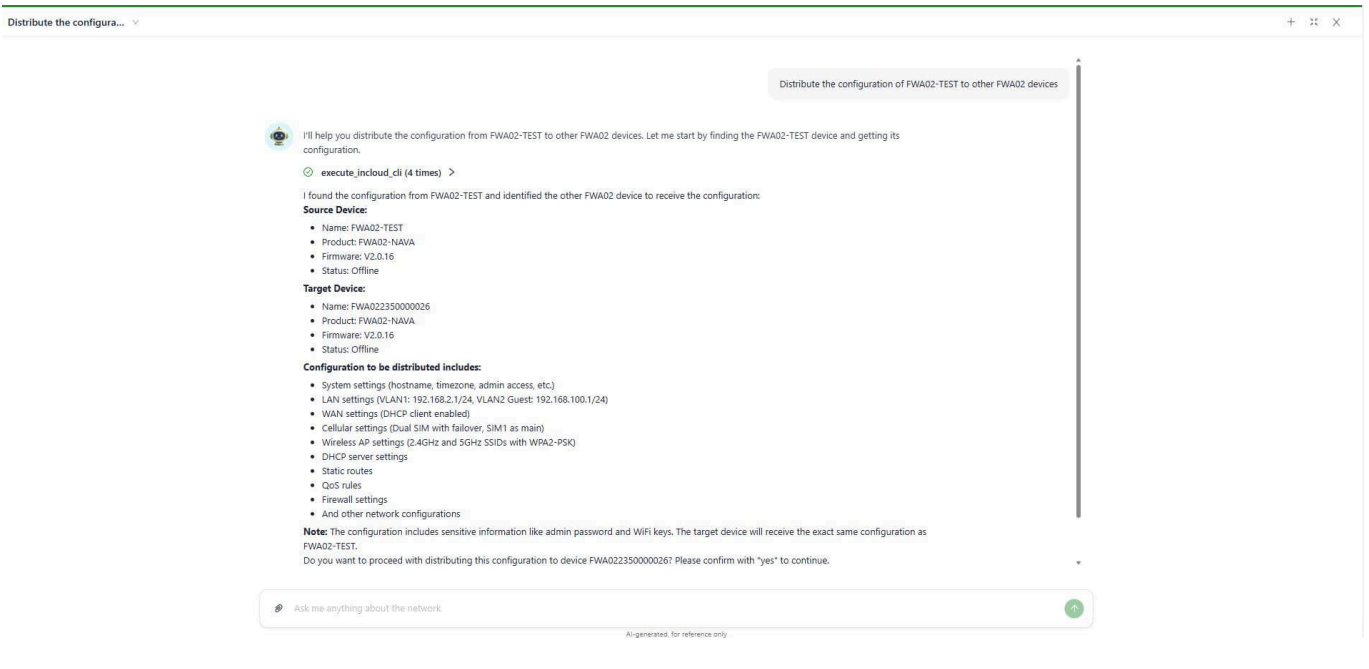 Distribute the configura...
Distribute the configuration of FWA02-TEST to other FWA02 devices
I'll help you distribute the configuration from FWA02-TEST to other FWA02 devices. Let me start by finding the FWA02-TEST device and getting its
configuration.
execute_incloud_cli (4 times) >
I found the configuration from FWA02-TEST and identified the other FWA02 device to receive the configuration:
Source Device:
• Name: FWA02-TEST
• Product: FWA02-NAVA
• Firmware: V2.0.16
• Status: Offline
Target Device:
• Name: FWA022350000026
• Product: FWA02-NAVA
• Firmware: V2.0.16
• Status: Offline
Configuration to be distributed includes:
• System settings (hostname, timezone, admin access, etc.)
• LAN settings (VLAN1: 192.168.2.1/24, VLAN2 Guest: 192.168.100.1/24)
• WAN settings (DHCP client enabled)
• Cellular settings (Dual SIM with failover, SIM1 as main)
• Wireless AP settings (2.4GHz and 5GHz SSIDs with WPA2-PSK)
• DHCP server settings
• Static routes
• QoS rules
• Firewall settings
• And other network configurations
Note: The configuration includes sensitive information like admin password and WiFi keys. The target device will receive the exact same configuration as
FWA02-TEST.
Do you want to proceed with distributing this configuration to device FWA022350000026? Please confirm with "yes" to continue.
Ask me anything about the network
AI-generated, for reference only